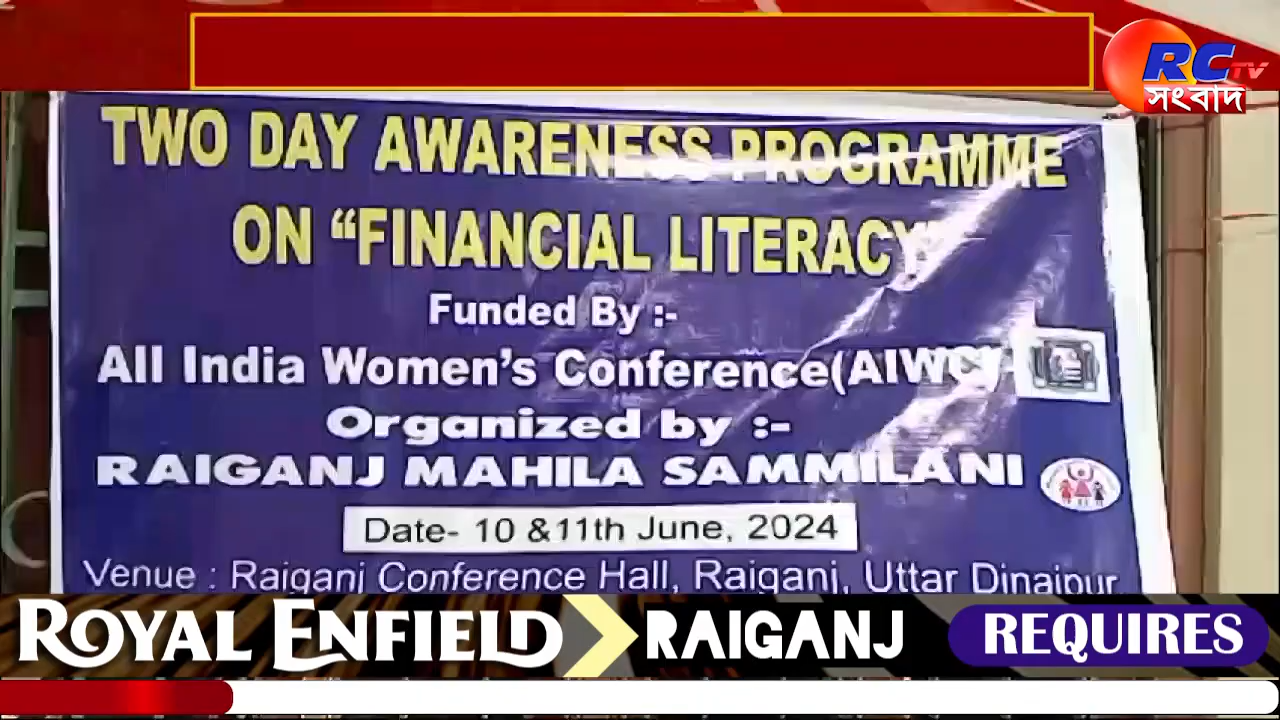 RC TV
সংবাদ
TWO DAY AWARENESS PROGRAMME
ON “FINANCIAL LITERACY”
Funded By :-
All India Women’s Conference(AIWC)
Organized by :-
RAIGANJ MAHILA SAMMILANI
Date- 10 &11th June, 2024
Venue : Raiganj Conference Hall, Raiganj, Uttar Dinajpur.
ROYAL ENFIELD RAIGANJ REQUIRES